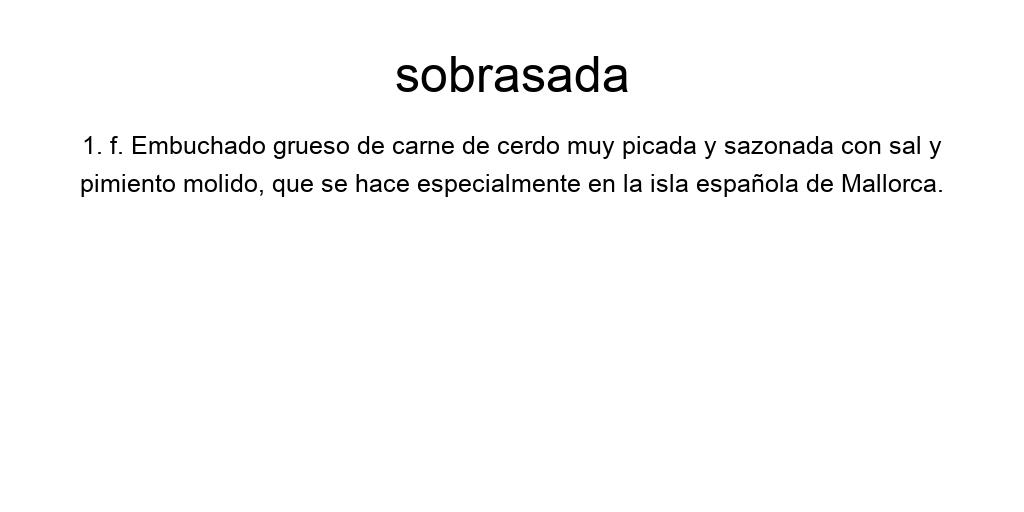 sobrasada
1. f. Embuchado grueso de carne de cerdo muy picada y sazonada con sal y
pimiento molido, que se hace especialmente en la isla española de Mallorca.